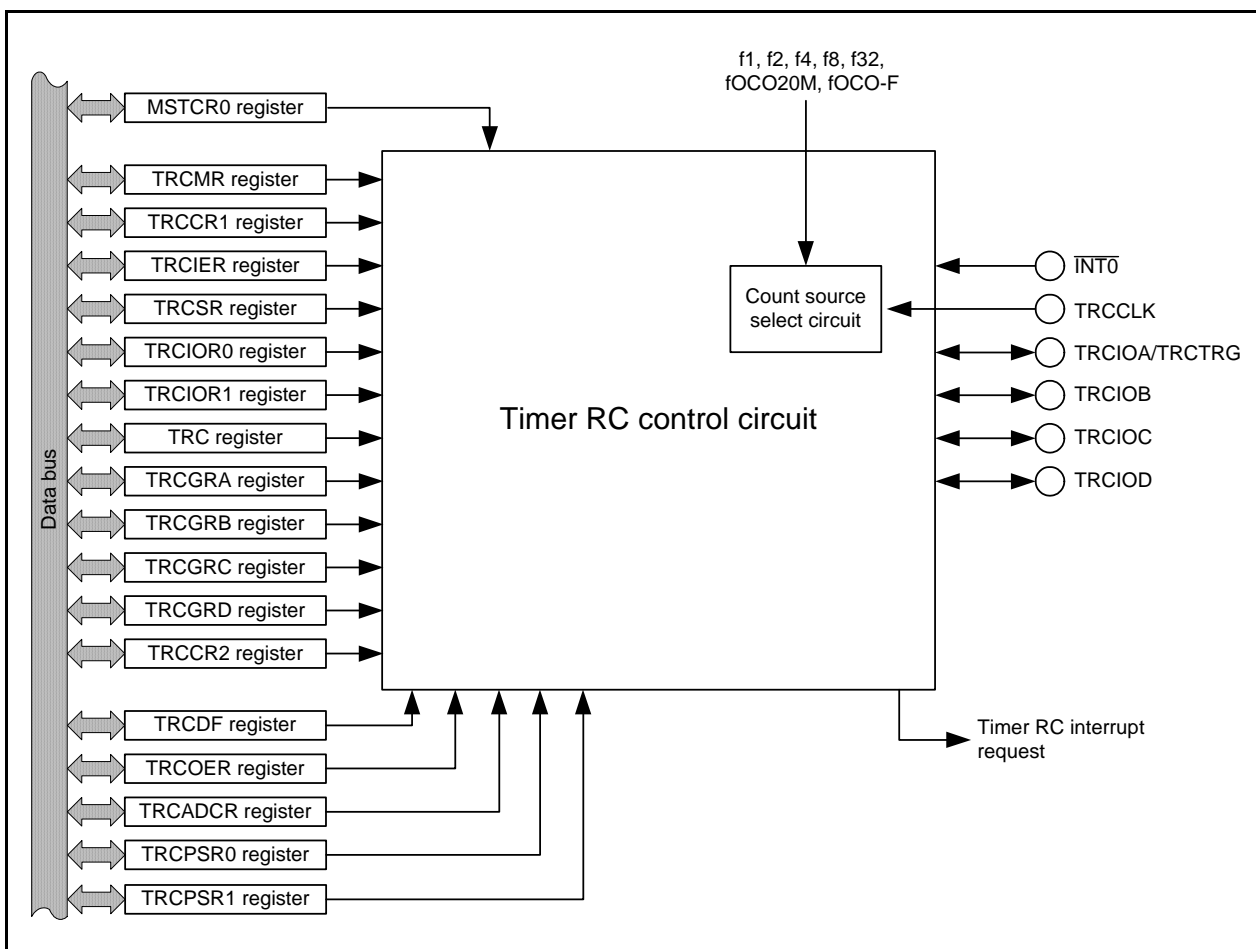 f1, f2, f4, f8, f32,
fOCO20M, fOCO-F
MSTCR0 register
TRCMR register
TRCCR1 register
TRCIER register
TRCSR register
TRCIOR0 register
TRCIOR1 register
TRC register
TRCGRA register
TRCGRB register
TRCGRC register
TRCGRD register
TRCCR2 register
TRCDF register
TRCOER register
TRCADCR register
TRCPSR0 register
TRCPSR1 register
Data bus
Timer RC control circuit
Count source
select circuit
INT0
TRCCLK
TRCIOA/TRCTRG
TRCIOB
TRCIOC
TRCIOD
Timer RC interrupt
request